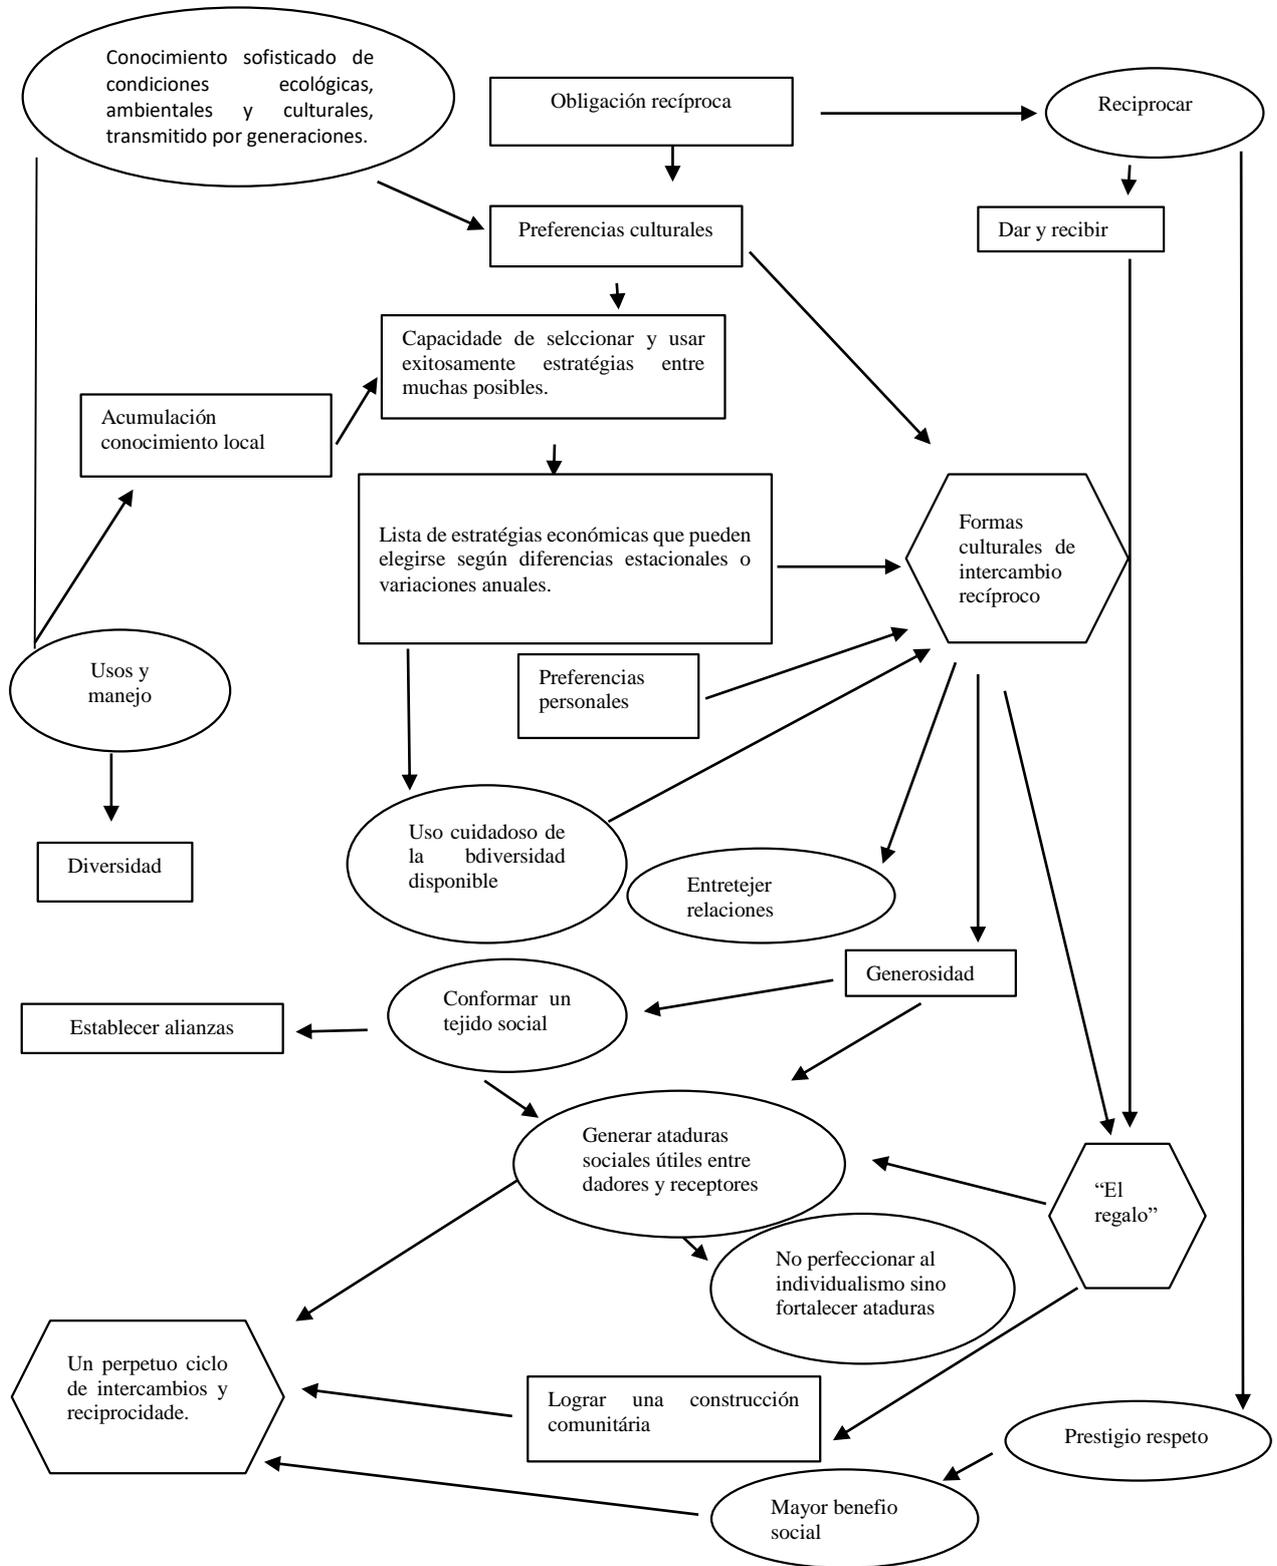 Conocimiento sofisticado de
condiciones ecológicas,
ambientales y culturales,
transmitido por generaciones.
Obligación recíproca
Reciprocar
Preferencias culturales
Dar y recibir
Capacidade de selccionar y usar
exitosamente estratégias entre
muchas posibles.
Acumulación
conocimiento local
Lista de estratégias económicas que pueden
elegirse según diferencias estacionales o
variaciones anuales.
Formas
culturales de
intercambio
recíproco
Usos y
manejo
Preferencias
personales
Diversidad
Uso cuidadoso de
la bdiversidad
disponible
Entretejer
relaciones
Generosidad
Conformar un
tejido social
Establecer alianzas
Generar ataduras
sociales útiles entre
dadores y receptores
“El
regalo”
No perfeccionar al
individualismo sino
fortalecer ataduras
Un perpetuo ciclo
de intercambios y
reciprocidade.
Lograr una construcción
comunitária
Prestigio respeto
Mayor benefio
social